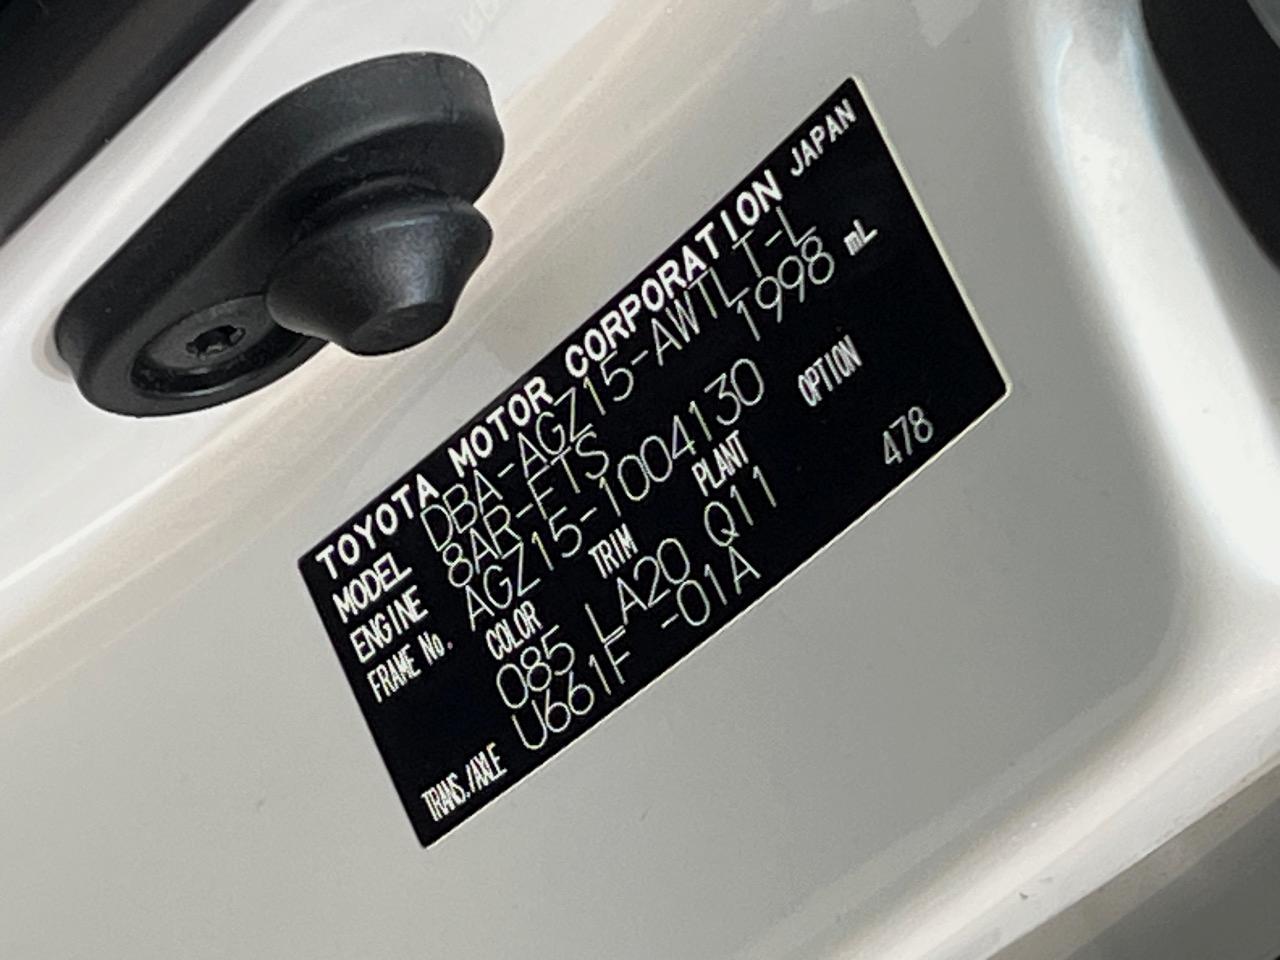 TOYOTA MOTOR CORPORATION JAPAN
MODEL DBA-AGZ15-AWTLT-L
ENGINE 8AR-FTS 1998 mL
FRAME No. AGZ15-1004130
COLOR TRIM PLANT OPTION
085 LA20 Q11 478
TRANS./AXLE U661F -01A